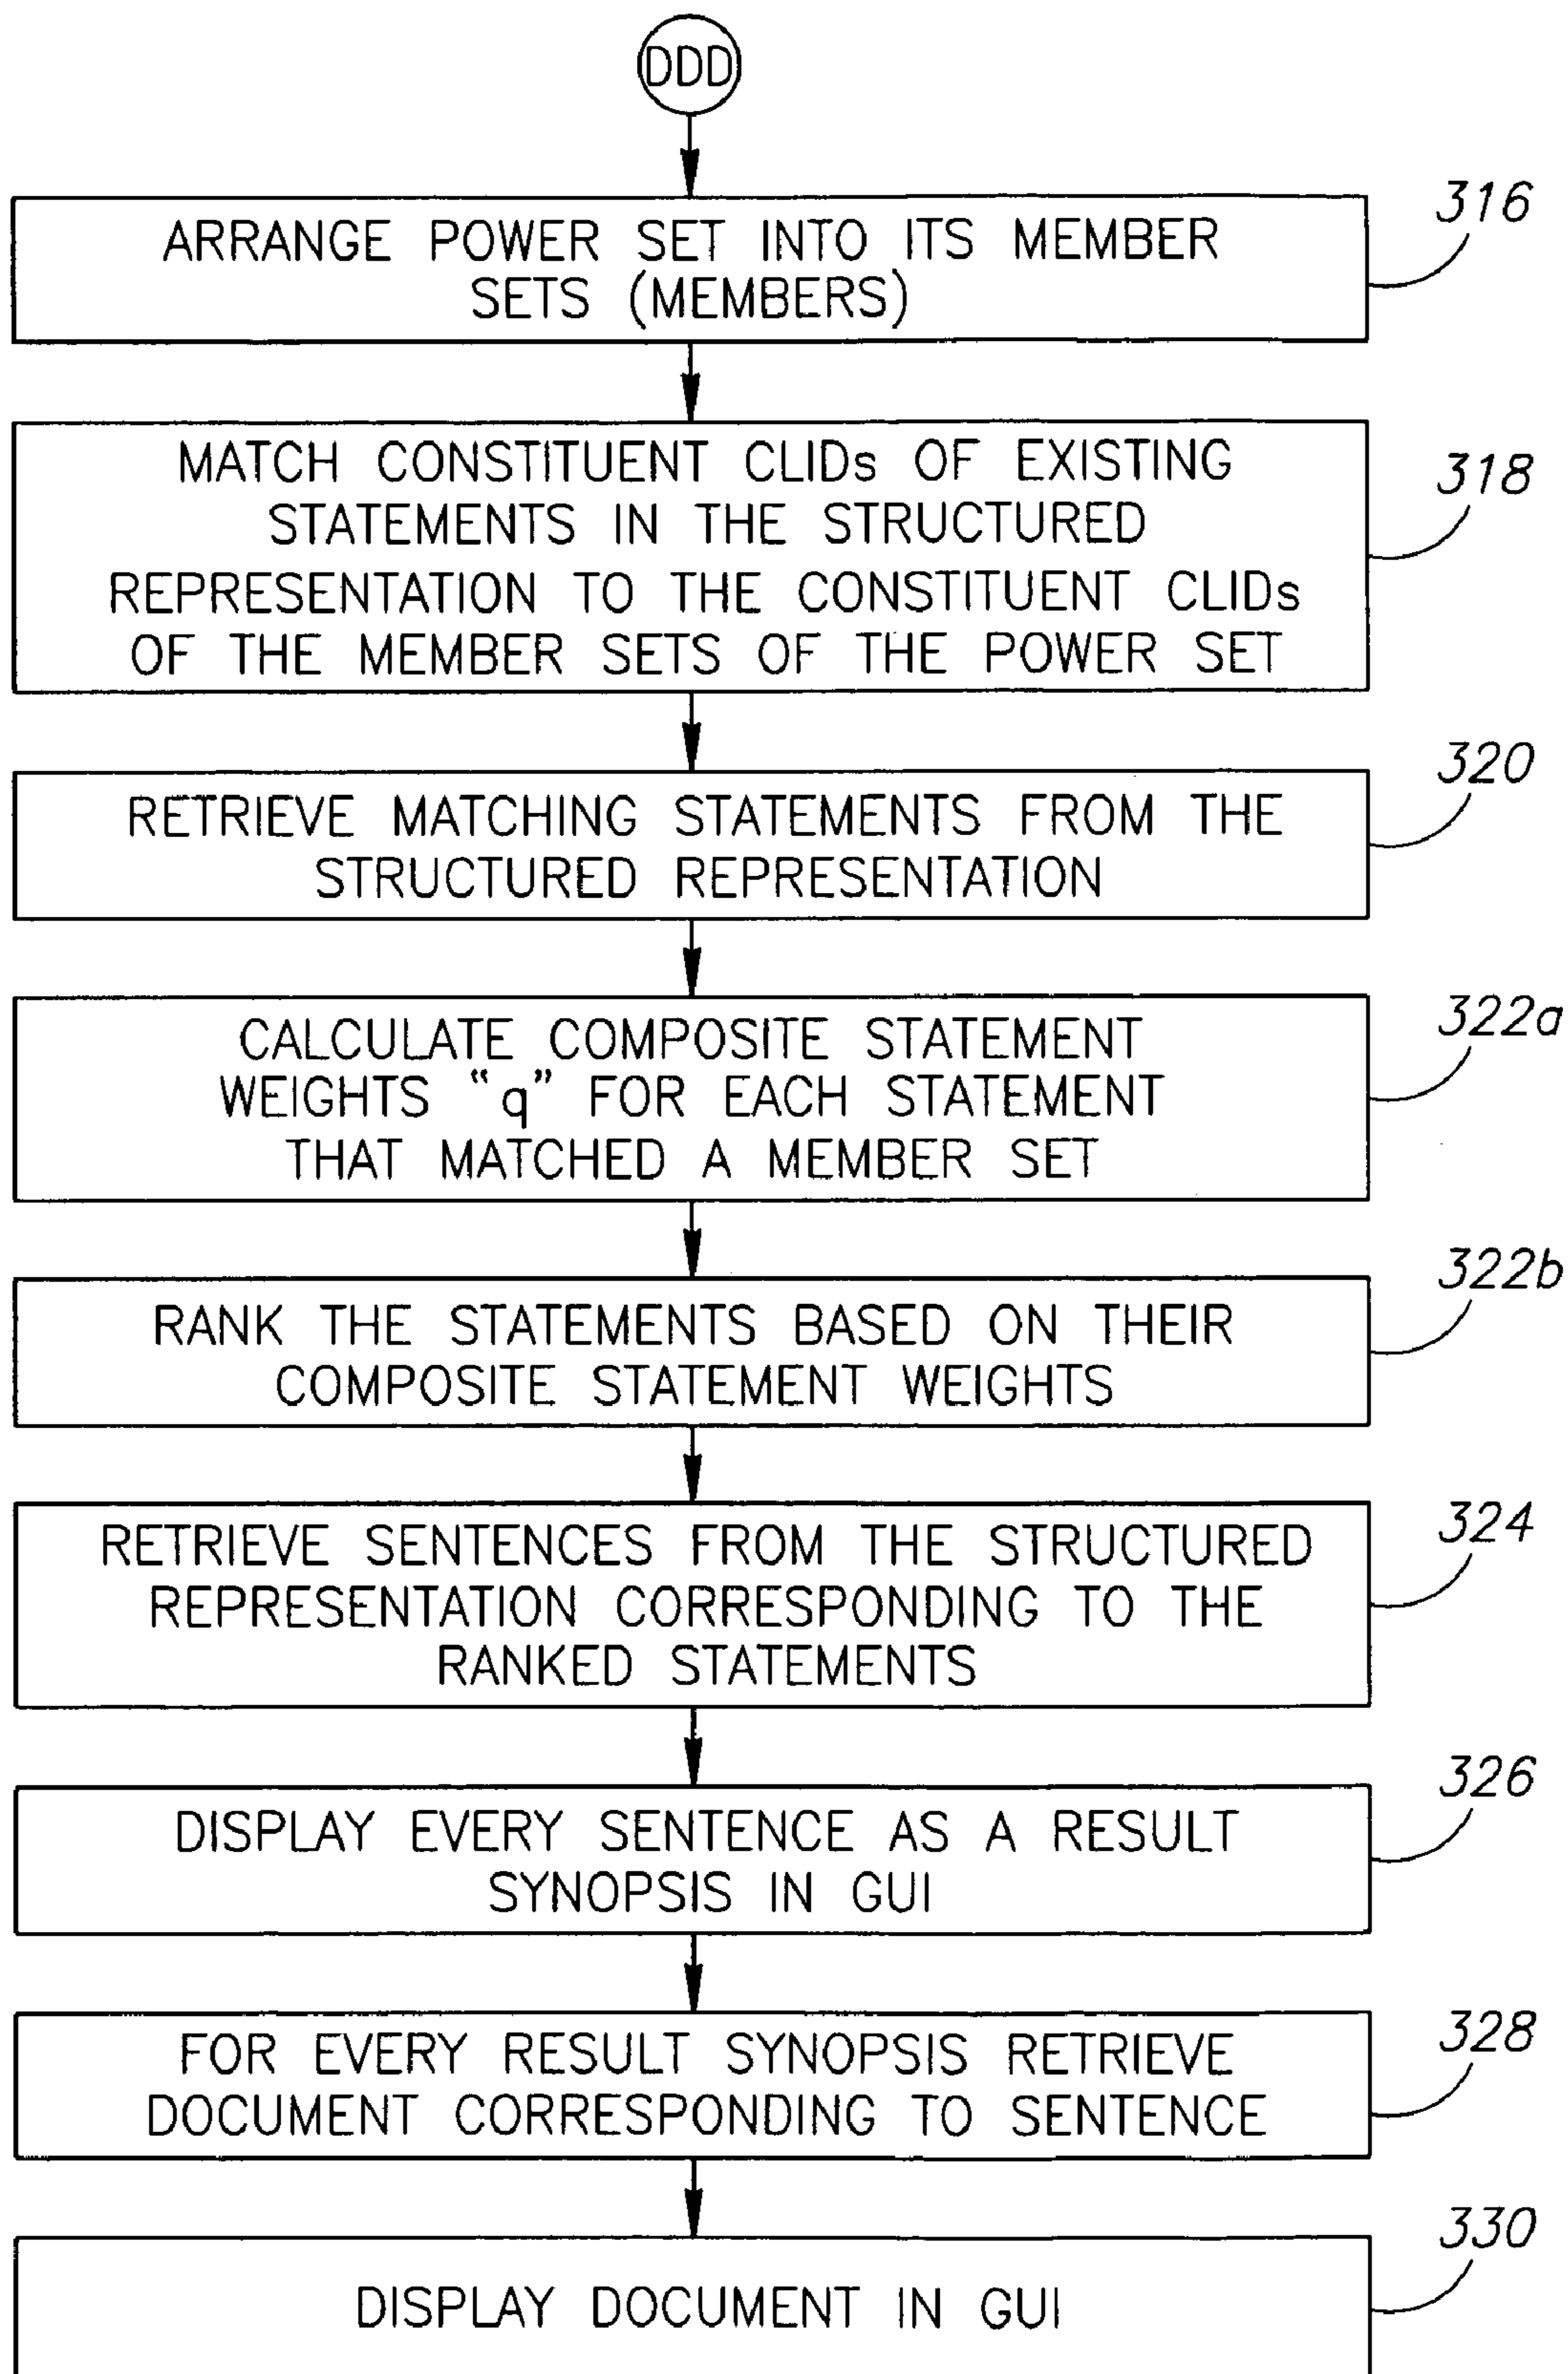 DDD
316
ARRANGE POWER SET INTO ITS MEMBER
SETS (MEMBERS)
318
MATCH CONSTITUENT CLIDs OF EXISTING
STATEMENTS IN THE STRUCTURED
REPRESENTATION TO THE CONSTITUENT CLIDs
OF THE MEMBER SETS OF THE POWER SET
320
RETRIEVE MATCHING STATEMENTS FROM THE
STRUCTURED REPRESENTATION
322a
CALCULATE COMPOSITE STATEMENT
WEIGHTS “q” FOR EACH STATEMENT
THAT MATCHED A MEMBER SET
322b
RANK THE STATEMENTS BASED ON THEIR
COMPOSITE STATEMENT WEIGHTS
324
RETRIEVE SENTENCES FROM THE STRUCTURED
REPRESENTATION CORRESPONDING TO THE
RANKED STATEMENTS
326
DISPLAY EVERY SENTENCE AS A RESULT
SYNOPSIS IN GUI
328
FOR EVERY RESULT SYNOPSIS RETRIEVE
DOCUMENT CORRESPONDING TO SENTENCE
330
DISPLAY DOCUMENT IN GUI